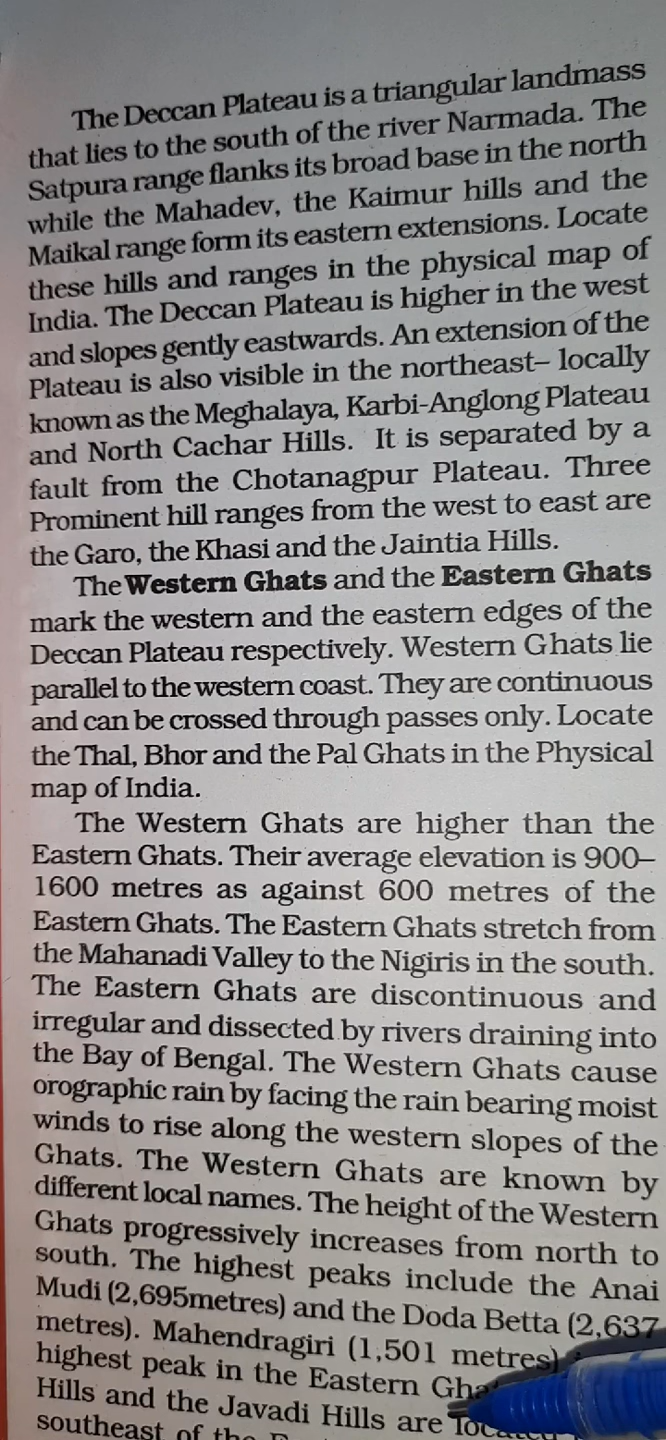 The Deccan Plateau is a triangular landmass
that lies to the south of the river Narmada. The
Satpura range flanks its broad base in the north
while the Mahadev, the Kaimur hills and the
Maikal range form its eastern extensions. Locate
these hills and ranges in the physical map of
India. The Deccan Plateau is higher in the west
and slopes gently eastwards. An extension of the
Plateau is also visible in the northeast– locally
known as the Meghalaya, Karbi-Anglong Plateau
and North Cachar Hills. It is separated by a
fault from the Chotanagpur Plateau. Three
Prominent hill ranges from the west to east are
the Garo, the Khasi and the Jaintia Hills.
The Western Ghats and the Eastern Ghats
mark the western and the eastern edges of the
Deccan Plateau respectively. Western Ghats lie
parallel to the western coast. They are continuous
and can be crossed through passes only. Locate
the Thal, Bhor and the Pal Ghats in the Physical
map of India.
The Western Ghats are higher than the
Eastern Ghats. Their average elevation is 900–
1600 metres as against 600 metres of the
Eastern Ghats. The Eastern Ghats stretch from
the Mahanadi Valley to the Nigiris in the south.
The Eastern Ghats are discontinuous and
irregular and dissected by rivers draining into
the Bay of Bengal. The Western Ghats cause
orographic rain by facing the rain bearing moist
winds to rise along the western slopes of the
Ghats. The Western Ghats are known by
different local names. The height of the Western
Ghats progressively increases from north to
south. The highest peaks include the Anai
Mudi (2,695metres) and the Doda Betta (2,637
metres). Mahendragiri (1,501 metres)
highest peak in the Eastern
Hills and the Javadi Hills are
southeast of the